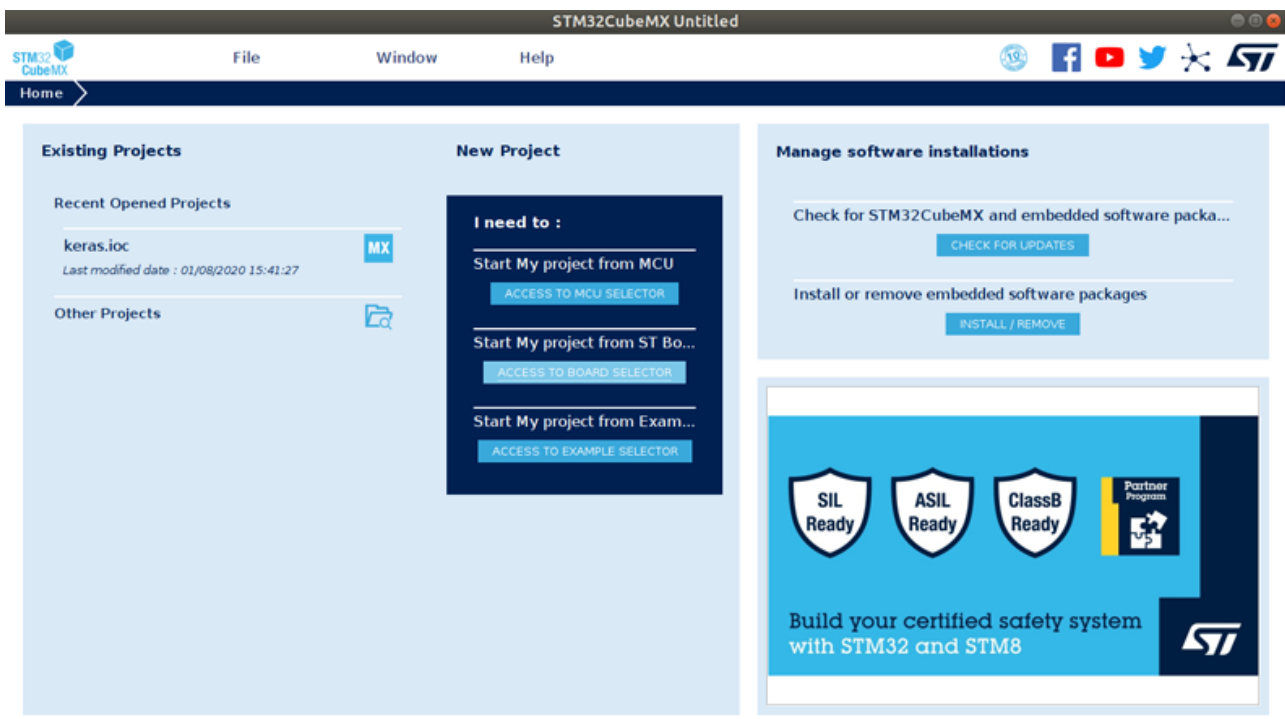 STM32CubeMX Untitled
STM32
CubeMX
File
Window
Help
10
Home
Existing Projects
Recent Opened Projects
keras.ioc
MX
Last modified date : 01/08/2020 15:41:27
Other Projects
New Project
I need to :
Start My project from MCU
ACCESS TO MCU SELECTOR
Start My project from ST Bo...
ACCESS TO BOARD SELECTOR
Start My project from Exam...
ACCESS TO EXAMPLE SELECTOR
Manage software installations
Check for STM32CubeMX and embedded software packa...
CHECK FOR UPDATES
Install or remove embedded software packages
INSTALL / REMOVE
SIL
Ready
ASIL
Ready
ClassB
Ready
Partner
Program
Build your certified safety system
with STM32 and STM8
ST